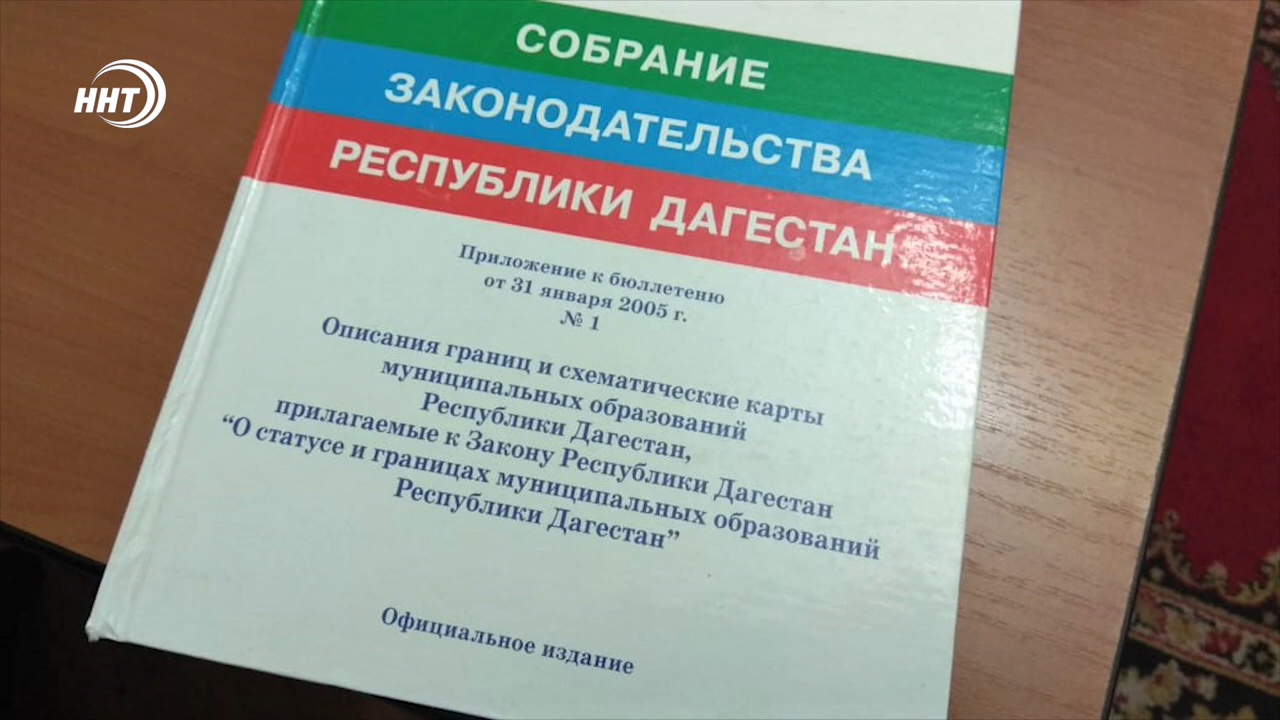 ННТ
СОБРАНИЕ
ЗАКОНОДАТЕЛЬСТВА
РЕСПУБЛИКИ ДАГЕСТАН
Приложение к бюллетеню
от 31 января 2005 г.
№ 1
Описания границ и схематические карты
муниципальных образований
Республики Дагестан,
прилагаемые к Закону Республики Дагестан
“О статусе и границах муниципальных образований
Республики Дагестан”
Официальное издание